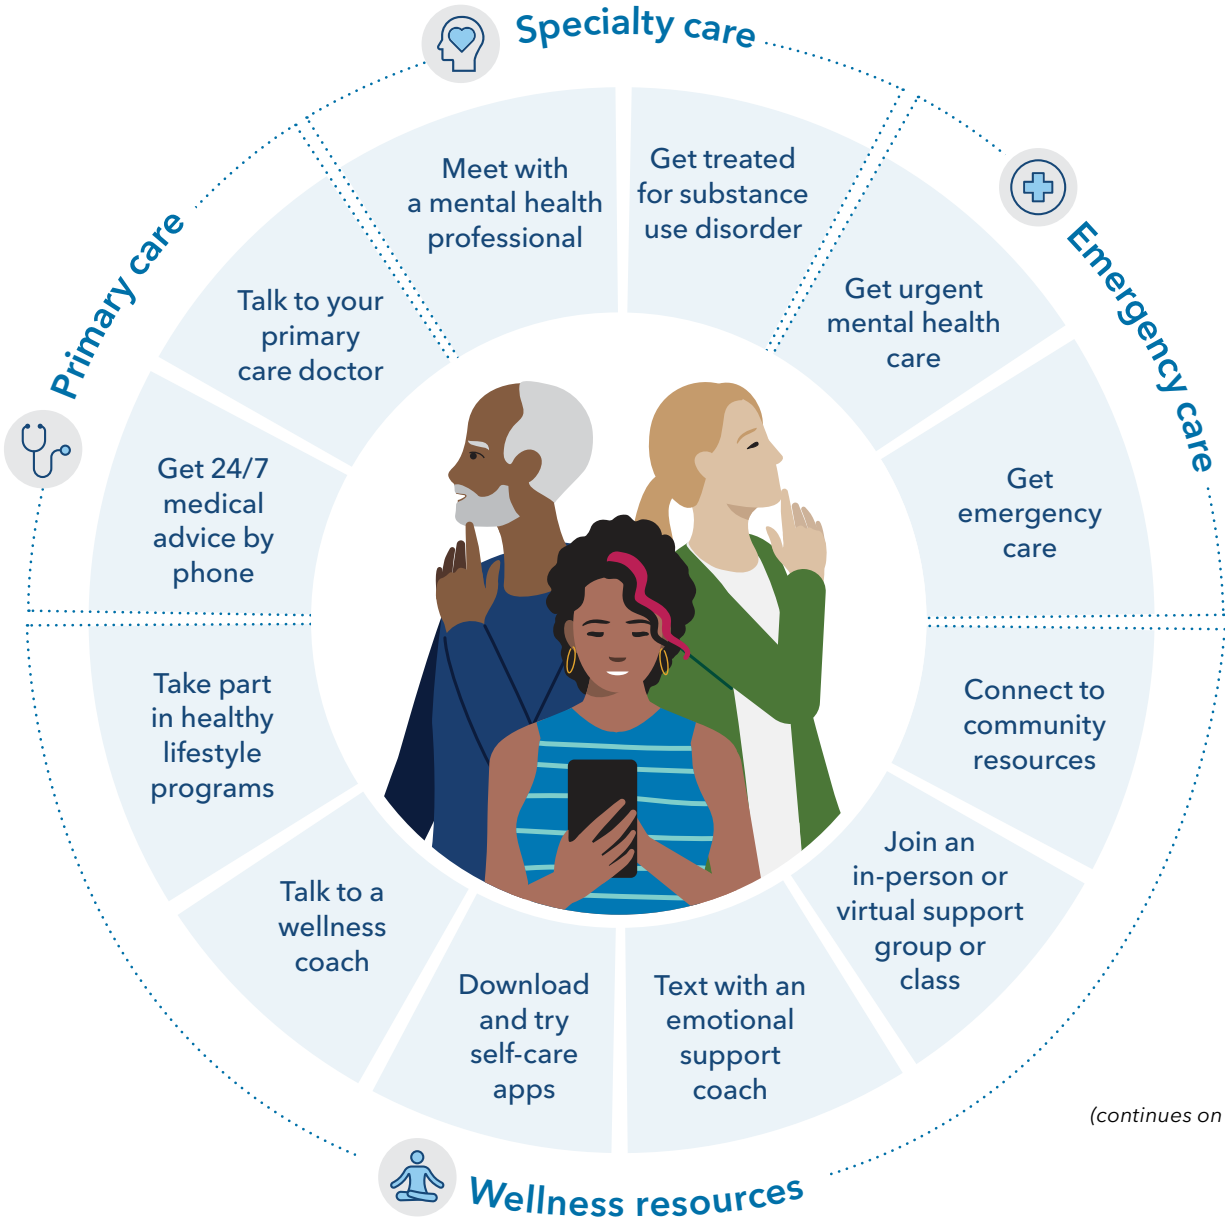 Specialty care
Meet with
a mental health
professional
Get treated
for substance
use disorder
Emergency care
Get urgent
mental health
care
Get
emergency
care
Connect to
community
resources
Join an
in-person or
virtual support
group or
class
Text with an
emotional
support
coach
Download
and try
self-care
apps
Talk to a
wellness
coach
Take part
in healthy
lifestyle
programs
Wellness resources
Primary care
Get 24/7
medical
advice by
phone
Talk to your
primary
care doctor
(continues on